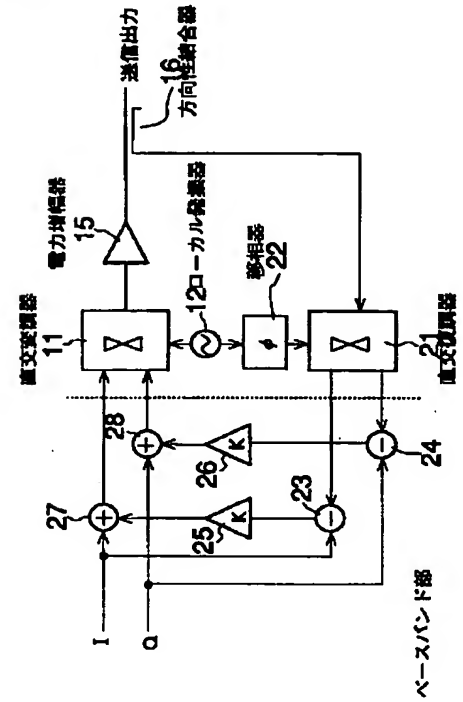 送信出力
16
方向性結合器
電力増幅器
15
直交変調器
11
12
ローカル発振器
移相器
22
φ
21
直交復調器
27
28
+
+
25
26
K
K
23
24
−
−
I
Q
ベースバンド部